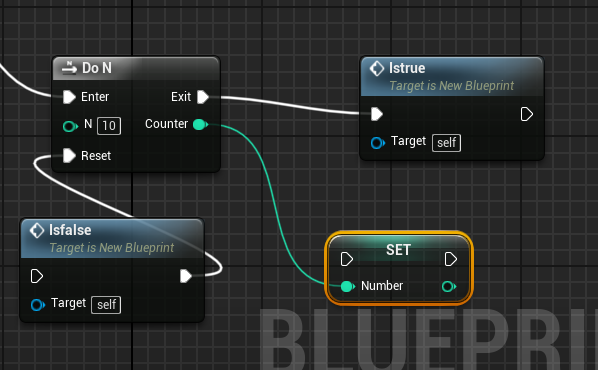 Do N
Enter
Exit
N 10
Counter
Reset
Istrue
Target is New Blueprint
Target self
Isfalse
Target is New Blueprint
Target self
SET
Number